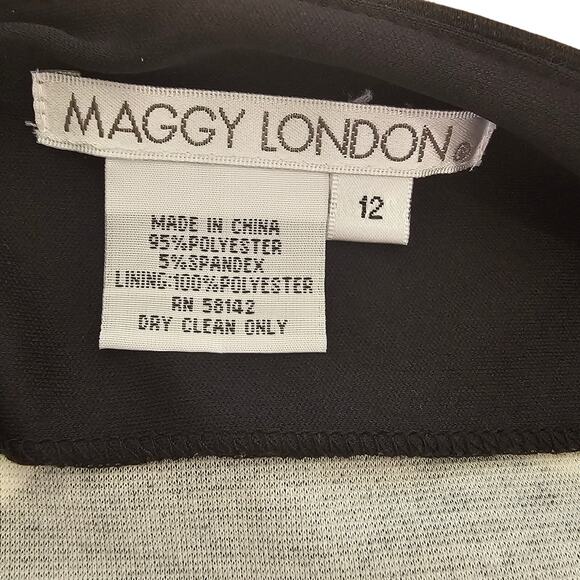 MAGGY LONDON®
12
MADE IN CHINA
95%POLYESTER
5%SPANDEX
LINING:100%POLYESTER
RN 58142
DRY CLEAN ONLY